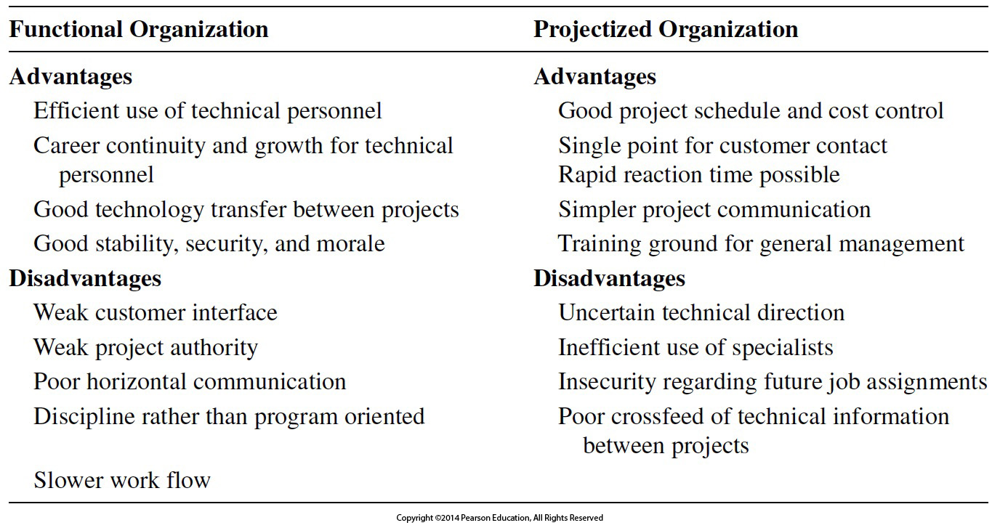 Functional Organization
Projectized Organization
Advantages
Efficient use of technical personnel
Career continuity and growth for technical
personnel
Good technology transfer between projects
Good stability, security, and morale
Disadvantages
Weak customer interface
Weak project authority
Poor horizontal communication
Discipline rather than program oriented
Slower work flow
Advantages
Good project schedule and cost control
Single point for customer contact
Rapid reaction time possible
Simpler project communication
Training ground for general management
Disadvantages
Uncertain technical direction
Inefficient use of specialists
Insecurity regarding future job assignments
Poor crossfeed of technical information
between projects
Copyright ©2014 Pearson Education, All Rights Reserved